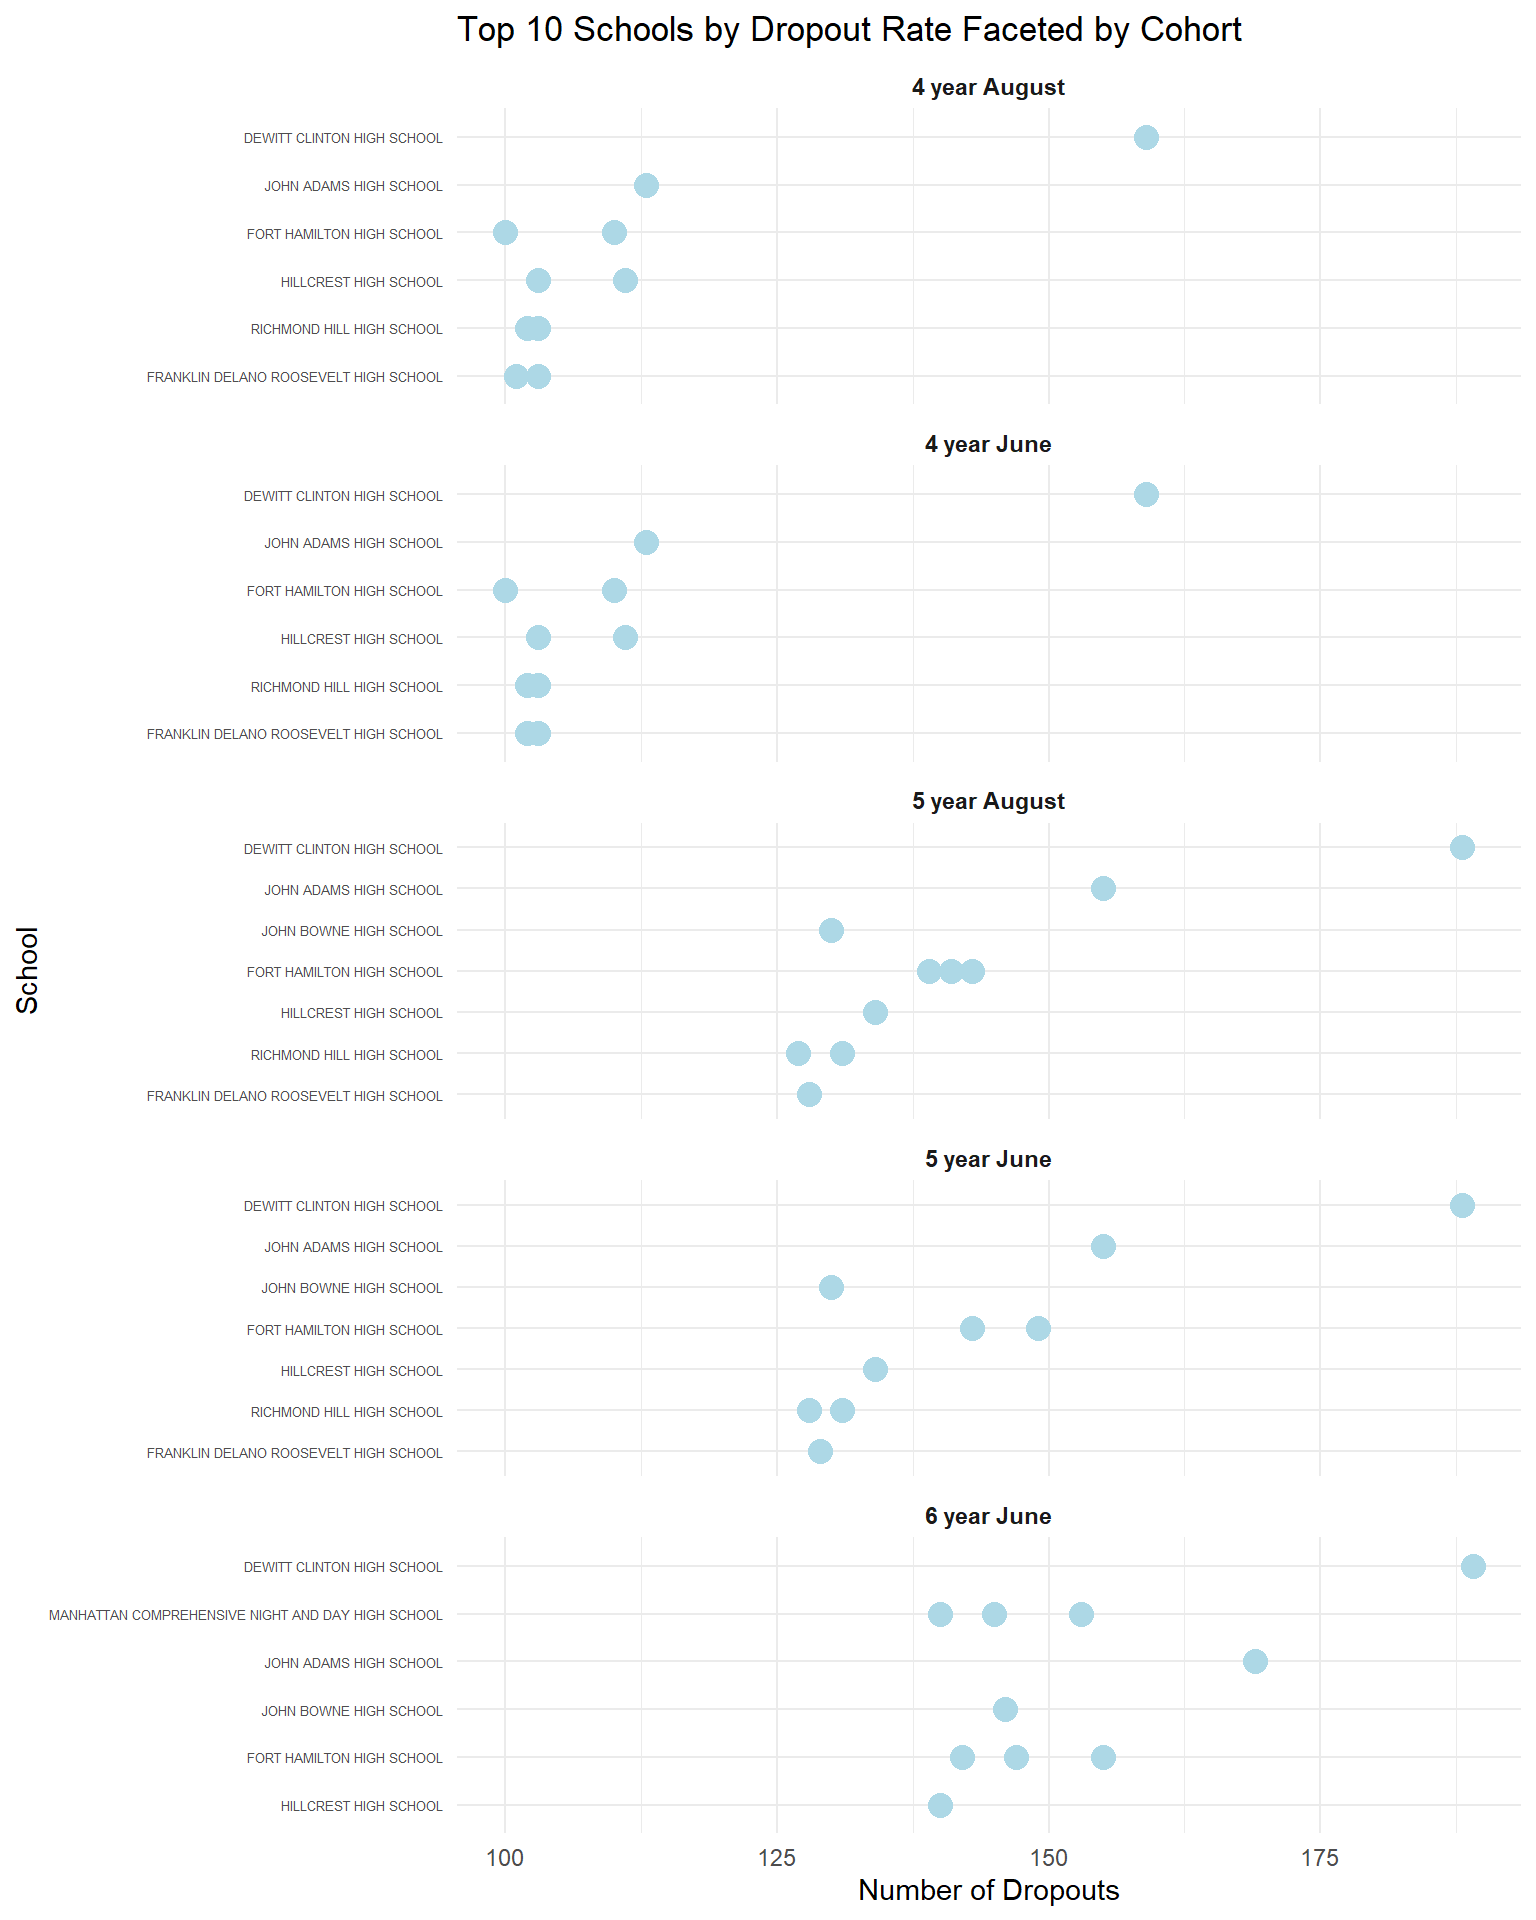 Top 10 Schools by Dropout Rate Faceted by Cohort
4 year August
DEWITT CLINTON HIGH SCHOOL
JOHN ADAMS HIGH SCHOOL
FORT HAMILTON HIGH SCHOOL
HILLCREST HIGH SCHOOL
RICHMOND HILL HIGH SCHOOL
FRANKLIN DELANO ROOSEVELT HIGH SCHOOL
4 year June
DEWITT CLINTON HIGH SCHOOL
JOHN ADAMS HIGH SCHOOL
FORT HAMILTON HIGH SCHOOL
HILLCREST HIGH SCHOOL
RICHMOND HILL HIGH SCHOOL
FRANKLIN DELANO ROOSEVELT HIGH SCHOOL
5 year August
DEWITT CLINTON HIGH SCHOOL
JOHN ADAMS HIGH SCHOOL
JOHN BOWNE HIGH SCHOOL
FORT HAMILTON HIGH SCHOOL
HILLCREST HIGH SCHOOL
RICHMOND HILL HIGH SCHOOL
FRANKLIN DELANO ROOSEVELT HIGH SCHOOL
5 year June
DEWITT CLINTON HIGH SCHOOL
JOHN ADAMS HIGH SCHOOL
JOHN BOWNE HIGH SCHOOL
FORT HAMILTON HIGH SCHOOL
HILLCREST HIGH SCHOOL
RICHMOND HILL HIGH SCHOOL
FRANKLIN DELANO ROOSEVELT HIGH SCHOOL
6 year June
DEWITT CLINTON HIGH SCHOOL
MANHATTAN COMPREHENSIVE NIGHT AND DAY HIGH SCHOOL
JOHN ADAMS HIGH SCHOOL
JOHN BOWNE HIGH SCHOOL
FORT HAMILTON HIGH SCHOOL
HILLCREST HIGH SCHOOL
100 125 150 175
Number of Dropouts
School